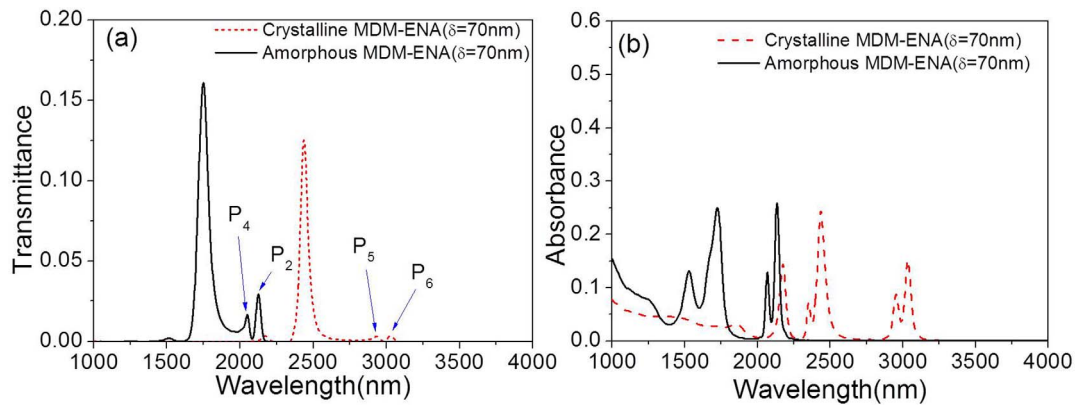 (a)
Crystalline MDM-ENA(δ=70nm)
Amorphous MDM-ENA(δ=70nm)
Transmittance
0.20
0.15
0.10
0.05
0.00
P4
P2
P5
P6
1000 1500 2000 2500 3000 3500 4000
Wavelength(nm)
(b)
Crystalline MDM-ENA(δ=70nm)
Amorphous MDM-ENA(δ=70nm)
Absorbance
0.6
0.5
0.4
0.3
0.2
0.1
0.0
1000 1500 2000 2500 3000 3500 4000
Wavelength(nm)